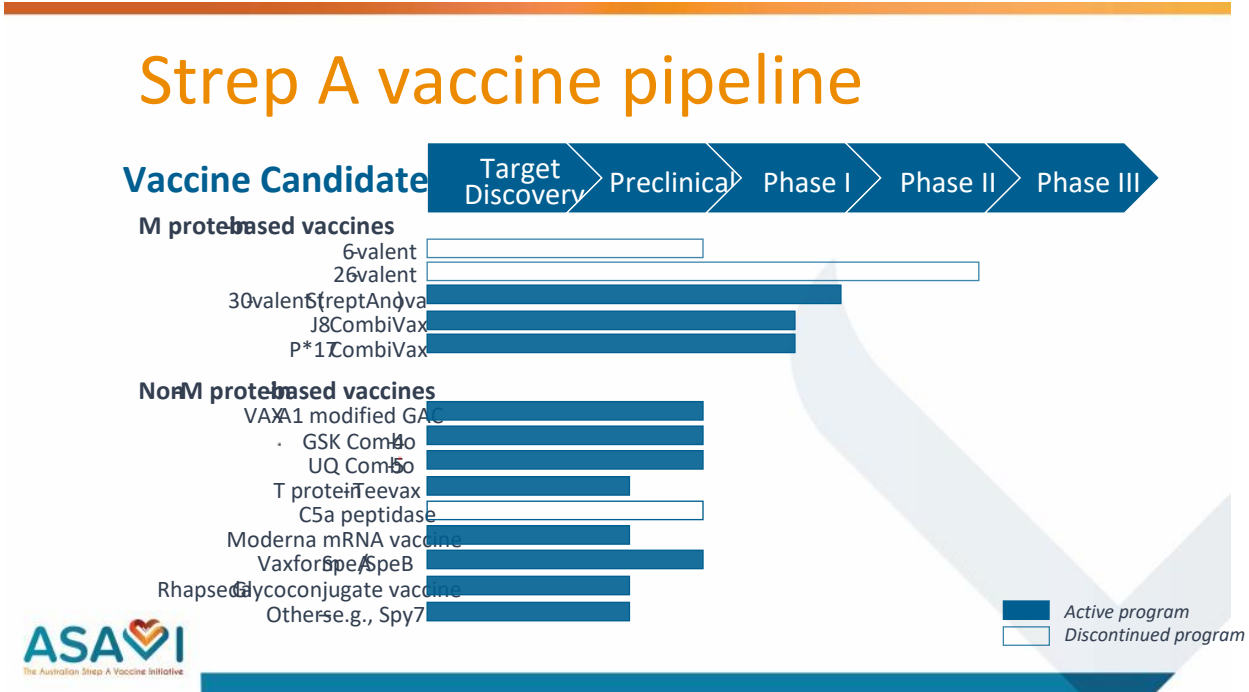 Strep A vaccine pipeline
Vaccine Candidate
Target
Discovery
Preclinical
Phase I
Phase II
Phase III
M protein-based vaccines
6-valent
26-valent
30-valent (StreptAnova)
J8-CombiVax
P*17-CombiVax
Non-M protein-based vaccines
VAX-A1 modified GAC
GSK Combo-4
UQ Combo-5
T protein-Teevax
C5a peptidase
Moderna mRNA vaccine
Vaxform-SpeA/SpeB
Glycoconjugate vaccine
Others-e.g., Spy7
Active program
Discontinued program
ASAVI
The Australian Strep A Vaccine Initiative